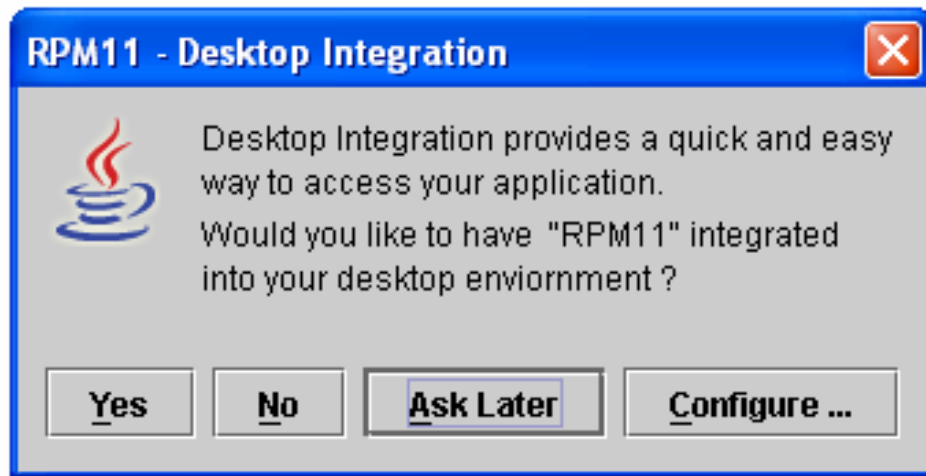 RPM11 - Desktop Integration
Desktop Integration provides a quick and easy
way to access your application.
Would you like to have "RPM11" integrated
into your desktop enviornment ?
Yes No Ask Later Configure ...